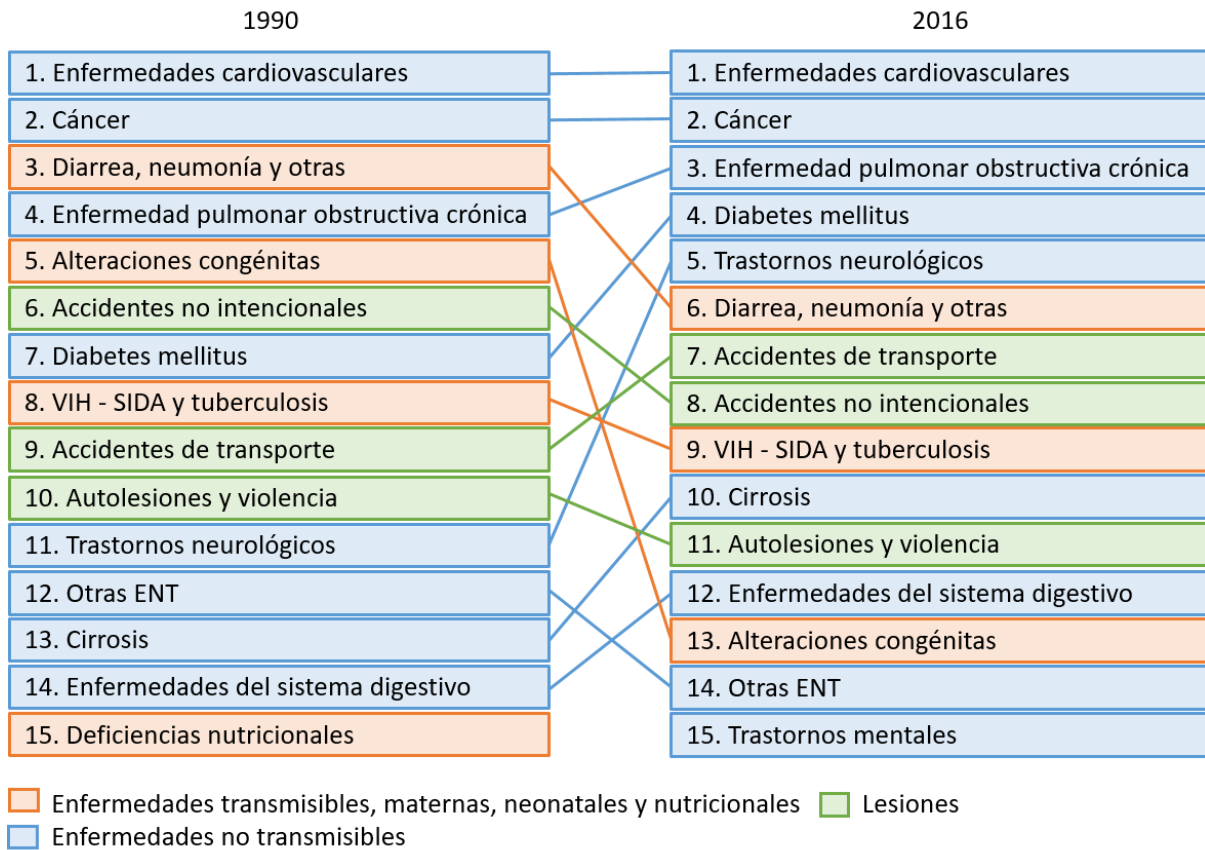 1990
1. Enfermedades cardiovasculares
2. Cáncer
3. Diarrea, neumonía y otras
4. Enfermedad pulmonar obstructiva crónica
5. Alteraciones congénitas
6. Accidentes no intencionales
7. Diabetes mellitus
8. VIH - SIDA y tuberculosis
9. Accidentes de transporte
10. Autolesiones y violencia
11. Trastornos neurológicos
12. Otras ENT
13. Cirrosis
14. Enfermedades del sistema digestivo
15. Deficiencias nutricionales
2016
1. Enfermedades cardiovasculares
2. Cáncer
3. Enfermedad pulmonar obstructiva crónica
4. Diabetes mellitus
5. Trastornos neurológicos
6. Diarrea, neumonía y otras
7. Accidentes de transporte
8. Accidentes no intencionales
9. VIH - SIDA y tuberculosis
10. Cirrosis
11. Autolesiones y violencia
12. Enfermedades del sistema digestivo
13. Alteraciones congénitas
14. Otras ENT
15. Trastornos mentales
Enfermedades transmisibles, maternas, neonatales y nutricionales
Lesiones
Enfermedades no transmisibles